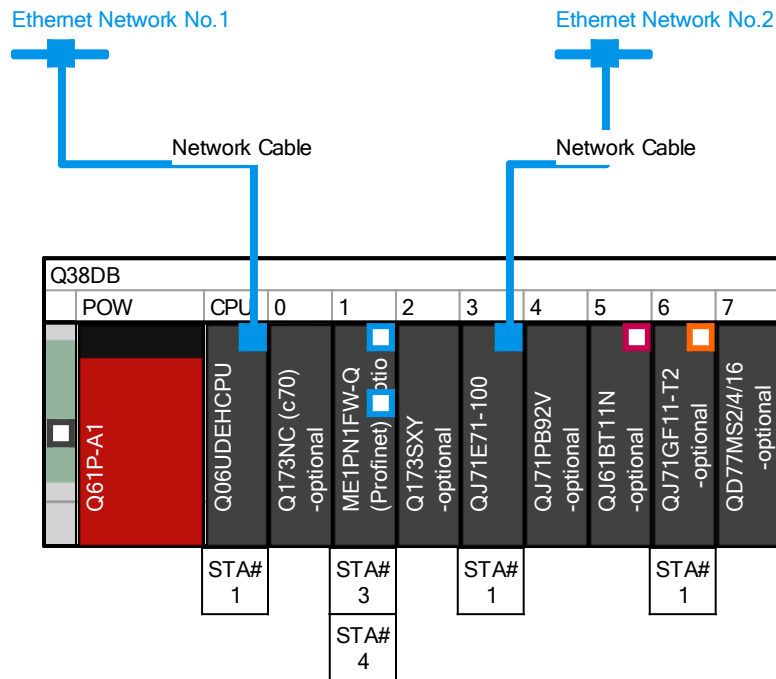 Ethernet Network No.1
Ethernet Network No.2
Network Cable
Network Cable
Q38DB
POW
CPU
0
1
2
3
4
5
6
7
Q61P-A1
Q06UDEHCPU
Q173NC (c70)
-optional
ME1PN1FW-Q
(Profinet)
Q173SXY
-optional
QJ71E71-100
QJ71PB92V
-optional
QJ61BT11N
-optional
QJ71GF11-T2
-optional
QD77MS2/4/16
-optional
STA#
1
STA#
3
STA#
4
STA#
1
STA#
1